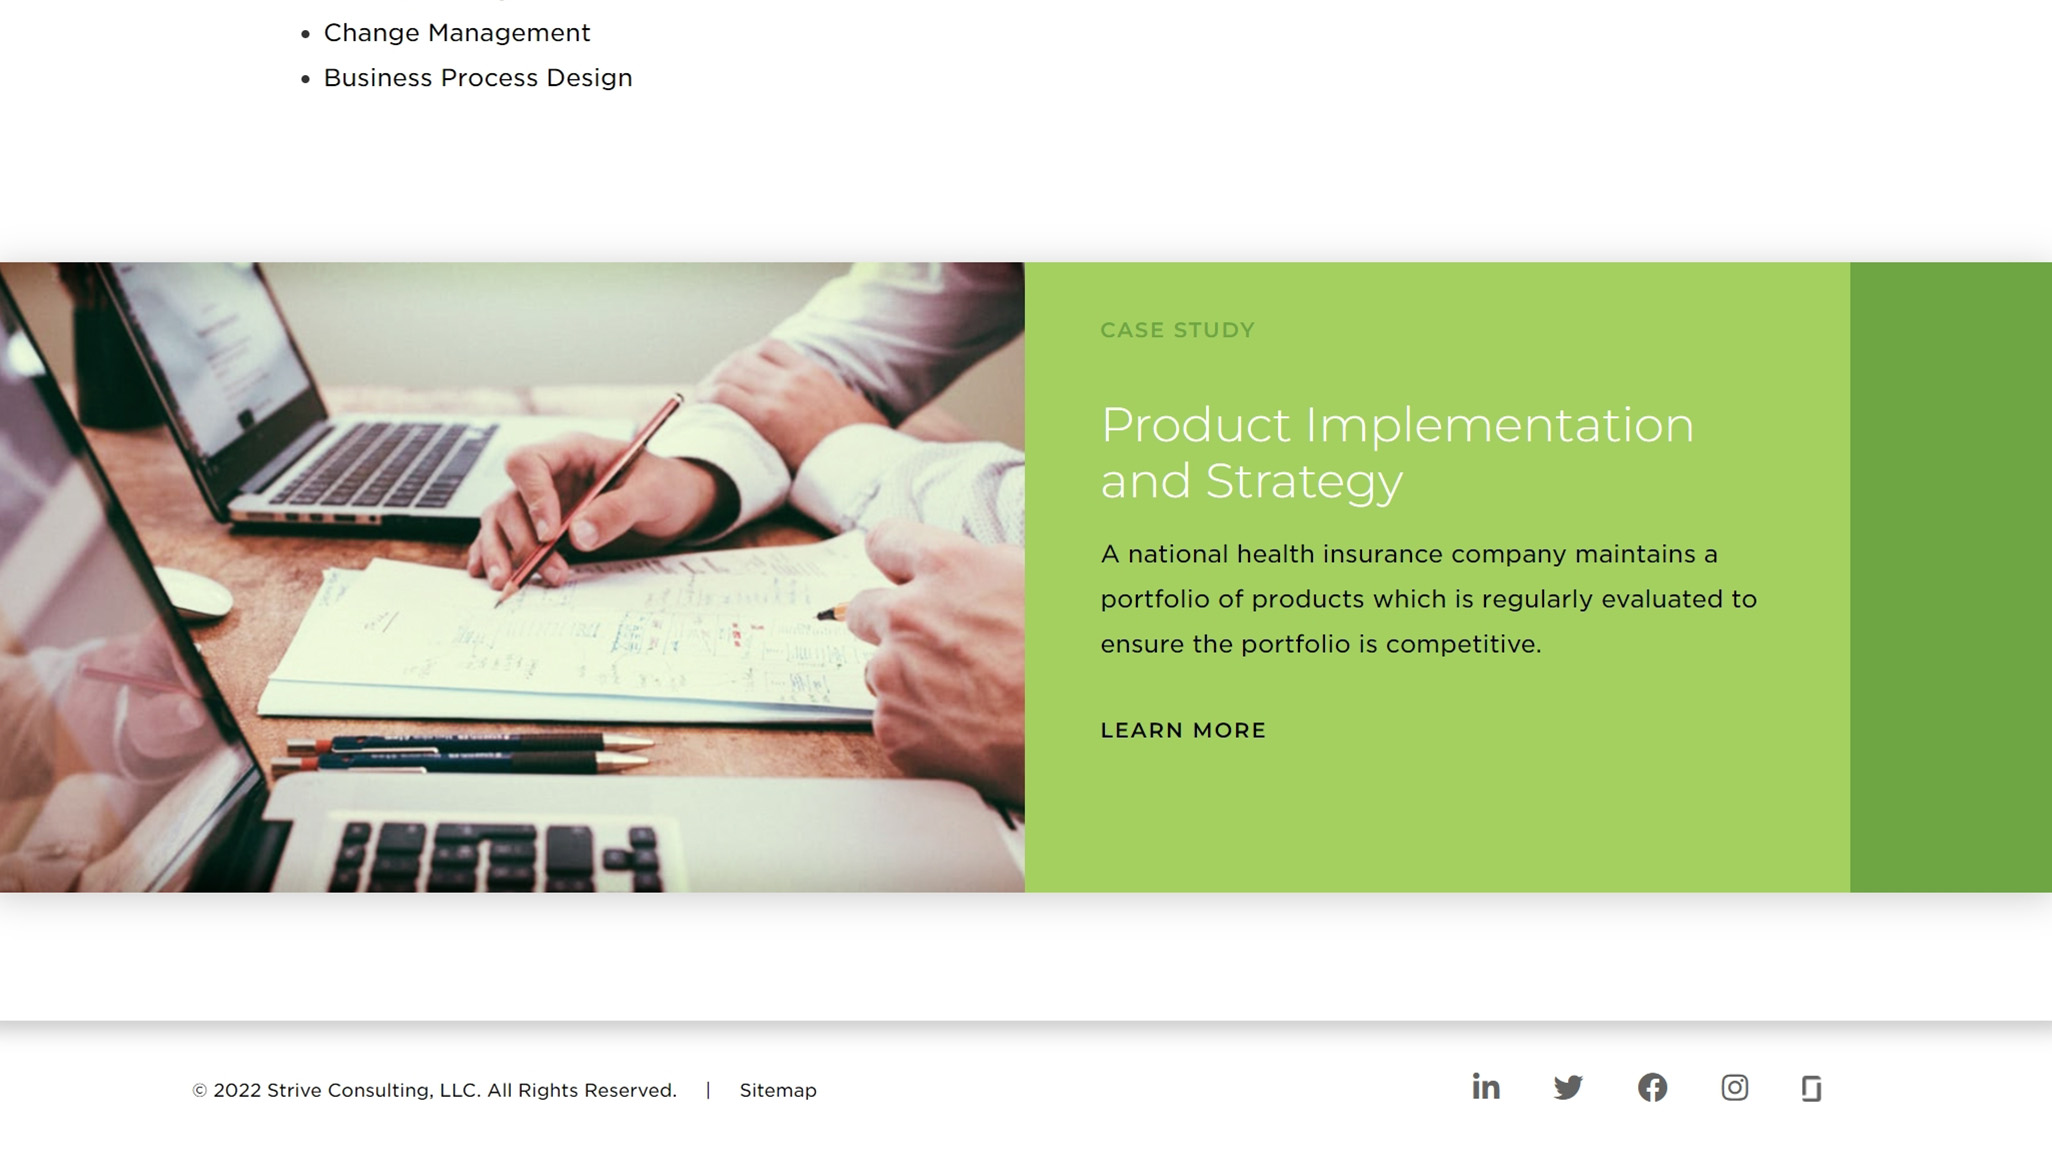 Change Management
Business Process Design
CASE STUDY
Product Implementation
and Strategy
A national health insurance company maintains a
portfolio of products which is regularly evaluated to
ensure the portfolio is competitive.
LEARN MORE
© 2022 Strive Consulting, LLC. All Rights Reserved. | Sitemap